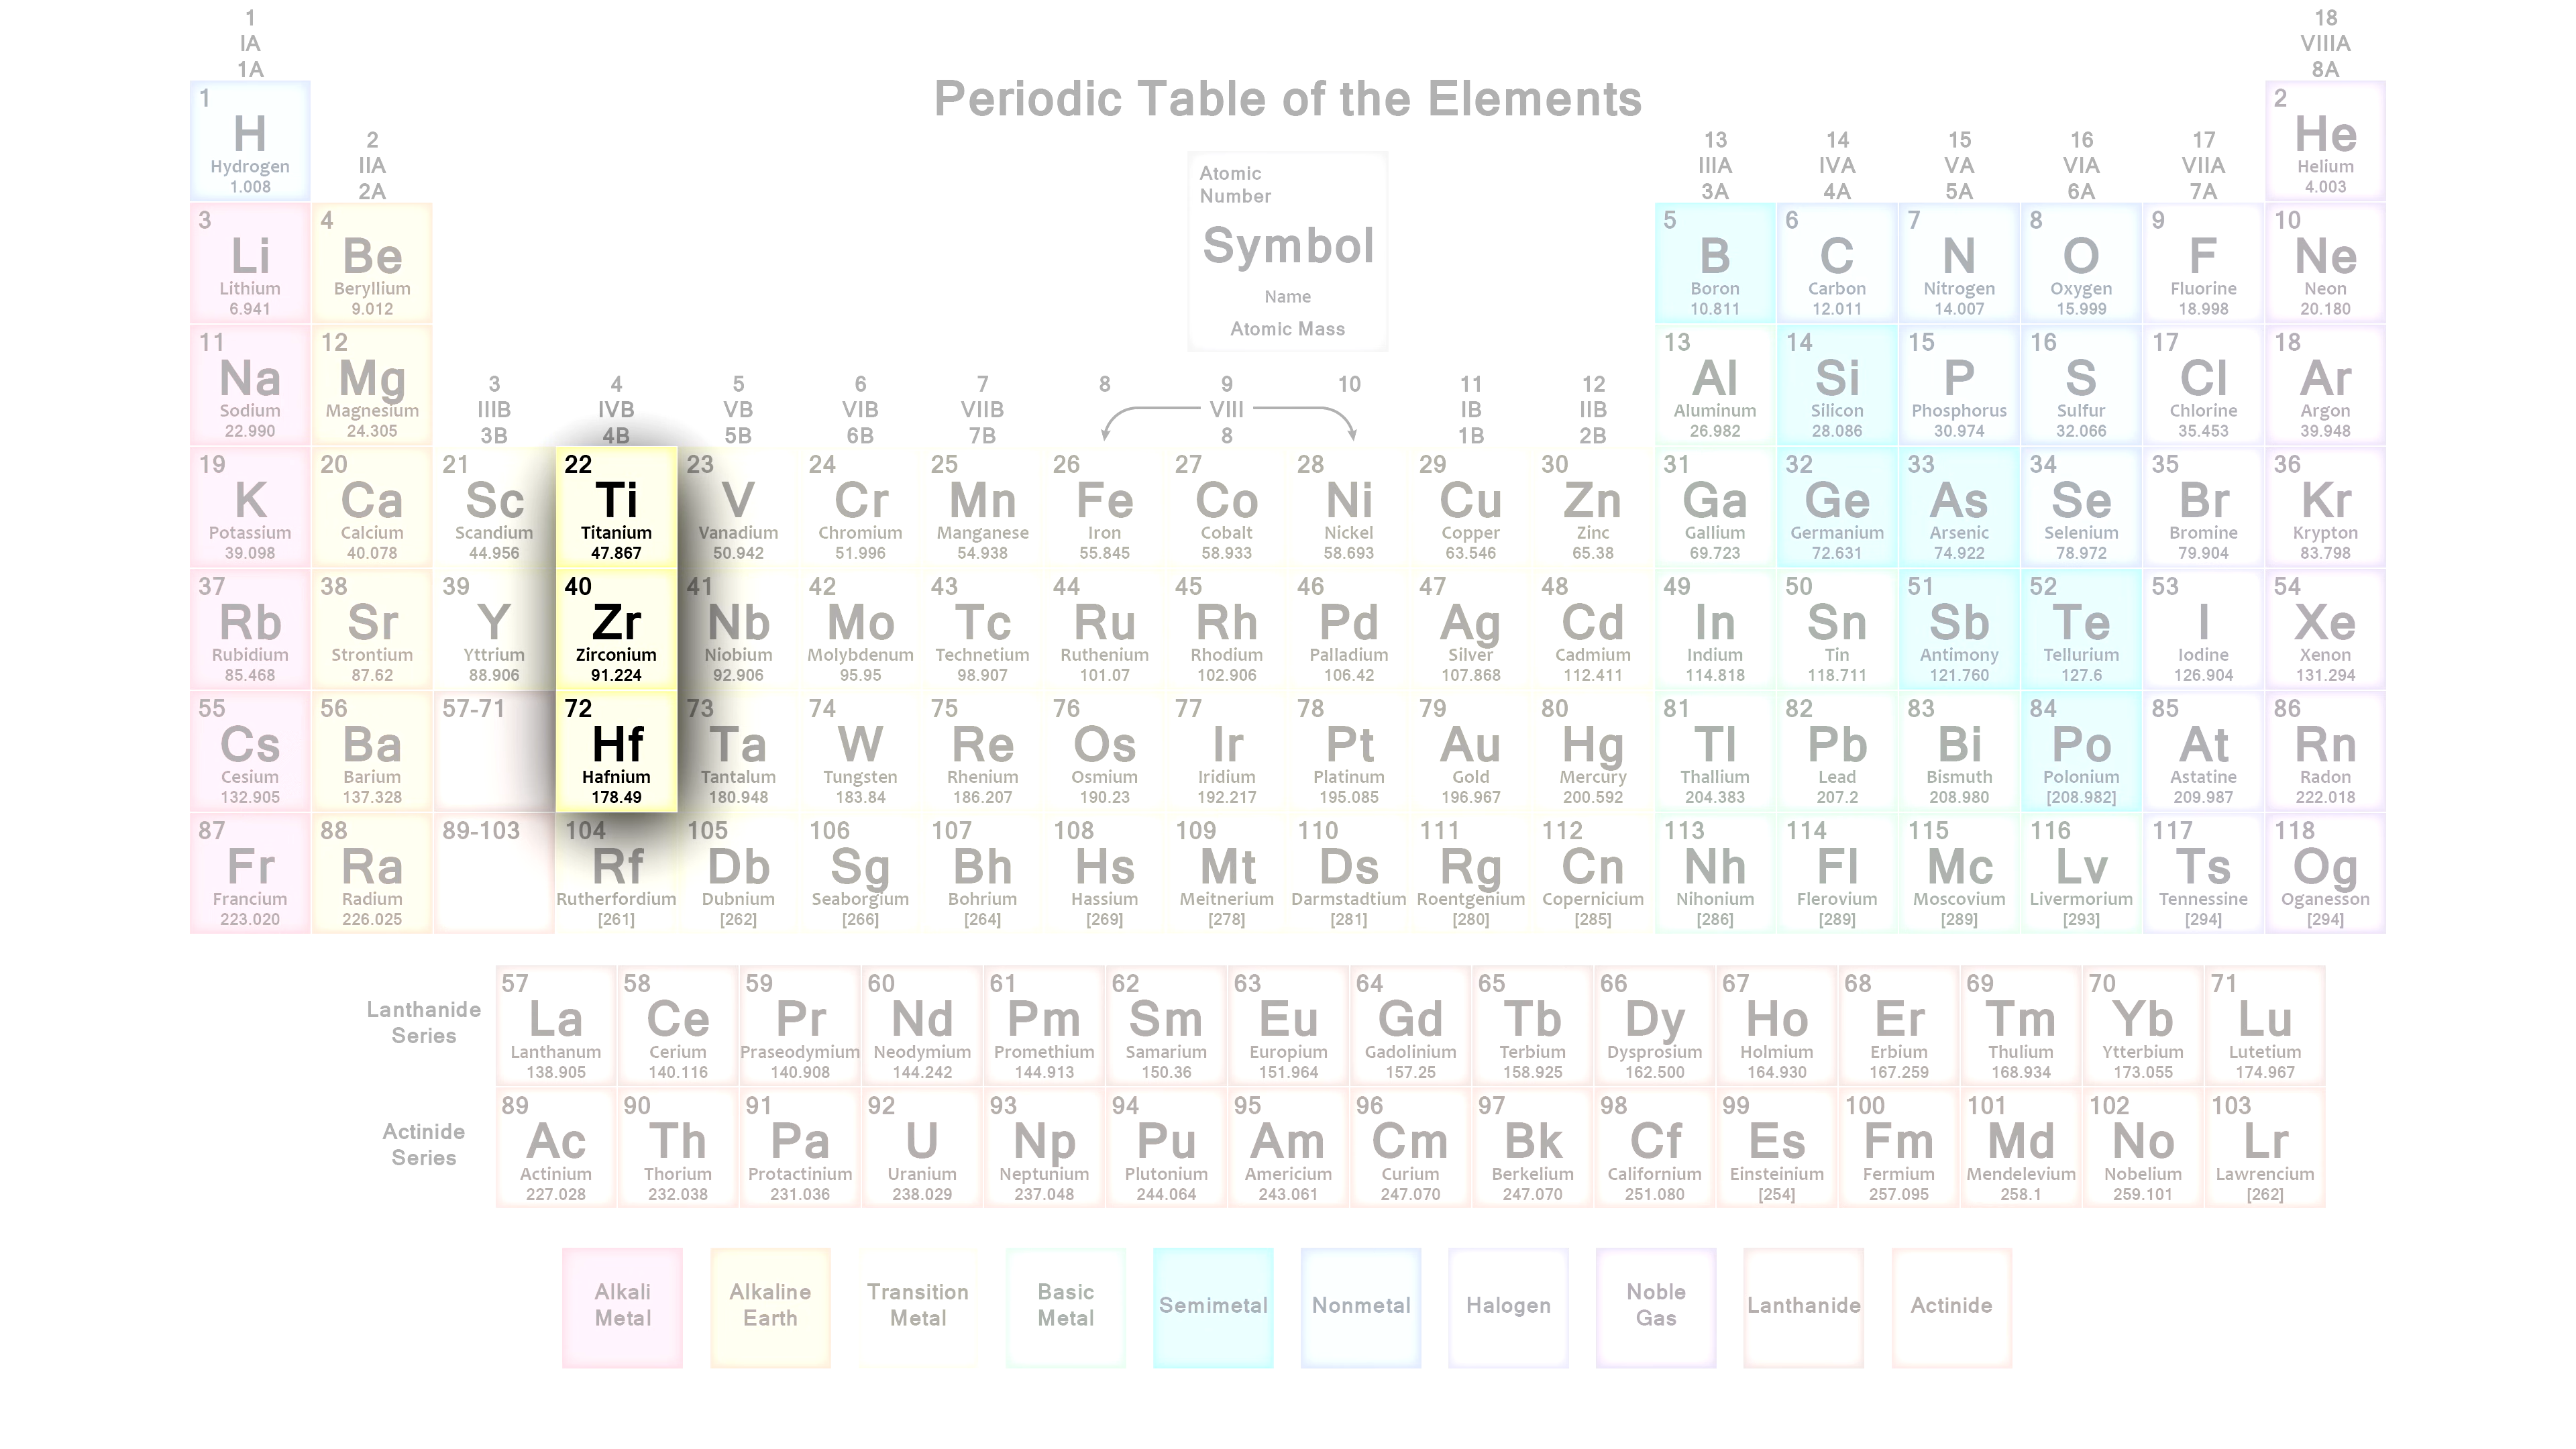 1
IA
1A
18
VIIIA
8A
Periodic Table of the Elements
1
H
Hydrogen
1.008
2
IIA
2A
Atomic
Number
Symbol
Name
Atomic Mass
13
IIIA
3A
14
IVA
4A
15
VA
5A
16
VIA
6A
17
VIIA
7A
2
He
Helium
4.003
3
Li
Lithium
6.941
4
Be
Beryllium
9.012
5
B
Boron
10.811
6
C
Carbon
12.011
7
N
Nitrogen
14.007
8
O
Oxygen
15.999
9
F
Fluorine
18.998
10
Ne
Neon
20.180
11
Na
Sodium
22.990
12
Mg
Magnesium
24.305
3
IIIB
3B
4
IVB
4B
5
VB
5B
6
VIB
6B
7
VIIB
7B
8
9
VIII
8
10
11
IB
1B
12
IIB
2B
13
Al
Aluminum
26.982
14
Si
Silicon
28.086
15
P
Phosphorus
30.974
16
S
Sulfur
32.066
17
Cl
Chlorine
35.453
18
Ar
Argon
39.948
19
K
Potassium
39.098
20
Ca
Calcium
40.078
21
Sc
Scandium
44.956
22
Ti
Titanium
47.867
23
V
Vanadium
50.942
24
Cr
Chromium
51.996
25
Mn
Manganese
54.938
26
Fe
Iron
55.845
27
Co
Cobalt
58.933
28
Ni
Nickel
58.693
29
Cu
Copper
63.546
30
Zn
Zinc
65.38
31
Ga
Gallium
69.723
32
Ge
Germanium
72.631
33
As
Arsenic
74.922
34
Se
Selenium
78.972
35
Br
Bromine
79.904
36
Kr
Krypton
83.798
37
Rb
Rubidium
85.468
38
Sr
Strontium
87.62
39
Y
Yttrium
88.906
40
Zr
Zirconium
91.224
41
Nb
Niobium
92.906
42
Mo
Molybdenum
95.95
43
Tc
Technetium
98.907
44
Ru
Ruthenium
101.07
45
Rh
Rhodium
102.906
46
Pd
Palladium
106.42
47
Ag
Silver
107.868
48
Cd
Cadmium
112.411
49
In
Indium
114.818
50
Sn
Tin
118.711
51
Sb
Antimony
121.760
52
Te
Tellurium
127.6
53
I
Iodine
126.904
54
Xe
Xenon
131.294
55
Cs
Cesium
132.905
56
Ba
Barium
137.328
57-71
72
Hf
Hafnium
178.49
73
Ta
Tantalum
180.948
74
W
Tungsten
183.84
75
Re
Rhenium
186.207
76
Os
Osmium
190.23
77
Ir
Iridium
192.217
78
Pt
Platinum
195.085
79
Au
Gold
196.967
80
Hg
Mercury
200.592
81
Tl
Thallium
204.383
82
Pb
Lead
207.2
83
Bi
Bismuth
208.980
84
Po
Polonium
[208.982]
85
At
Astatine
209.987
86
Rn
Radon
222.018
87
Fr
Francium
223.020
88
Ra
Radium
226.025
89-103
104
Rf
Rutherfordium
[261]
105
Db
Dubnium
[262]
106
Sg
Seaborgium
[266]
107
Bh
Bohrium
[264]
108
Hs
Hassium
[269]
109
Mt
Meitnerium
[278]
110
Ds
Darmstadtium
[281]
111
Rg
Roentgenium
[280]
112
Cn
Copernicium
[285]
113
Nh
Nihonium
[286]
114
Fl
Flerovium
[289]
115
Mc
Moscovium
[289]
116
Lv
Livermorium
[293]
117
Ts
Tennessine
[294]
118
Og
Oganesson
[294]
Lanthanide
Series
57
La
Lanthanum
138.905
58
Ce
Cerium
140.116
59
Pr
Praseodymium
140.908
60
Nd
Neodymium
144.242
61
Pm
Promethium
144.913
62
Sm
Samarium
150.36
63
Eu
Europium
151.964
64
Gd
Gadolinium
157.25
65
Tb
Terbium
158.925
66
Dy
Dysprosium
162.500
67
Ho
Holmium
164.930
68
Er
Erbium
167.259
69
Tm
Thulium
168.934
70
Yb
Ytterbium
173.055
71
Lu
Lutetium
174.967
Actinide
Series
89
Ac
Actinium
227.028
90
Th
Thorium
232.038
91
Pa
Protactinium
231.036
92
U
Uranium
238.029
93
Np
Neptunium
237.048
94
Pu
Plutonium
244.064
95
Am
Americium
243.061
96
Cm
Curium
247.070
97
Bk
Berkelium
247.070
98
Cf
Californium
251.080
99
Es
Einsteinium
[254]
100
Fm
Fermium
257.095
101
Md
Mendelevium
258.1
102
No
Nobelium
259.101
103
Lr
Lawrencium
[262]
Alkali
Metal
Alkaline
Earth
Transition
Metal
Basic
Metal
Semimetal
Nonmetal
Halogen
Noble
Gas
Lanthanide
Actinide